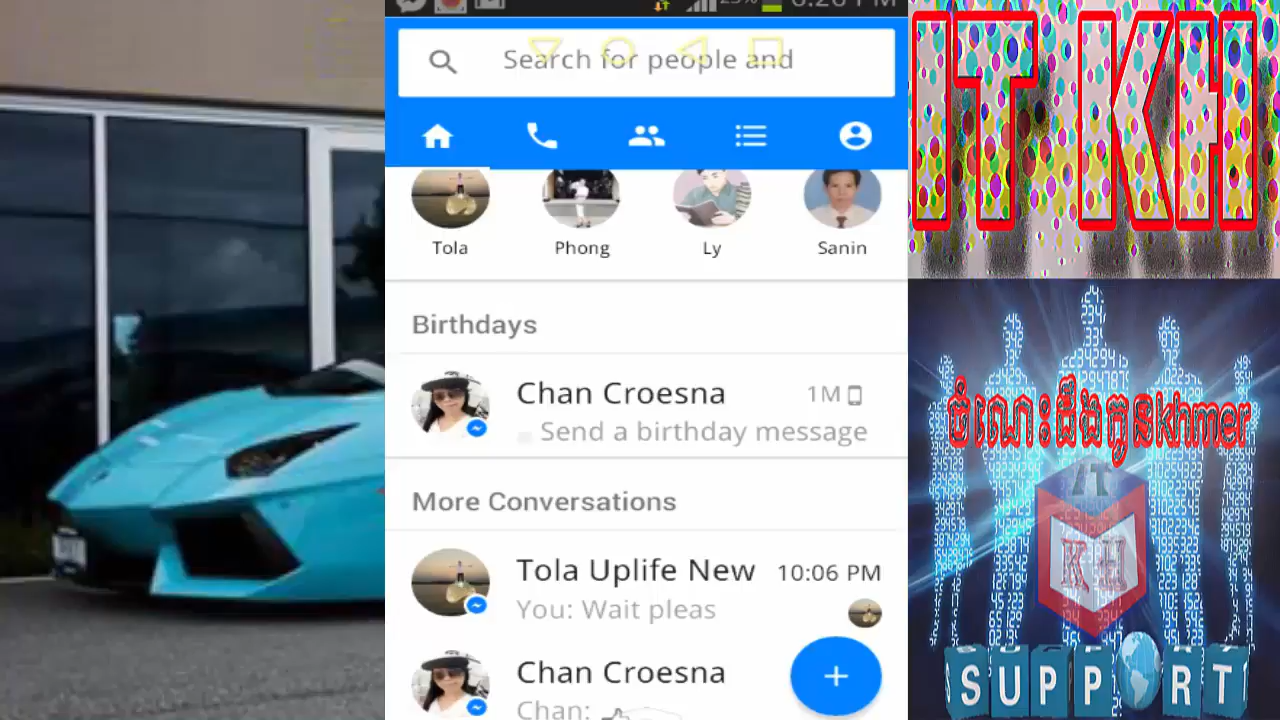 Search for people and
Tola
Phong
Ly
Sanin
Birthdays
Chan Croesna
1M
Send a birthday message
More Conversations
Tola Uplife New
10:06 PM
You: Wait pleas
Chan Croesna
Chan:
IT KH
ចំណេះដឹងកូនkhmer
IT
KH
SUPPORT